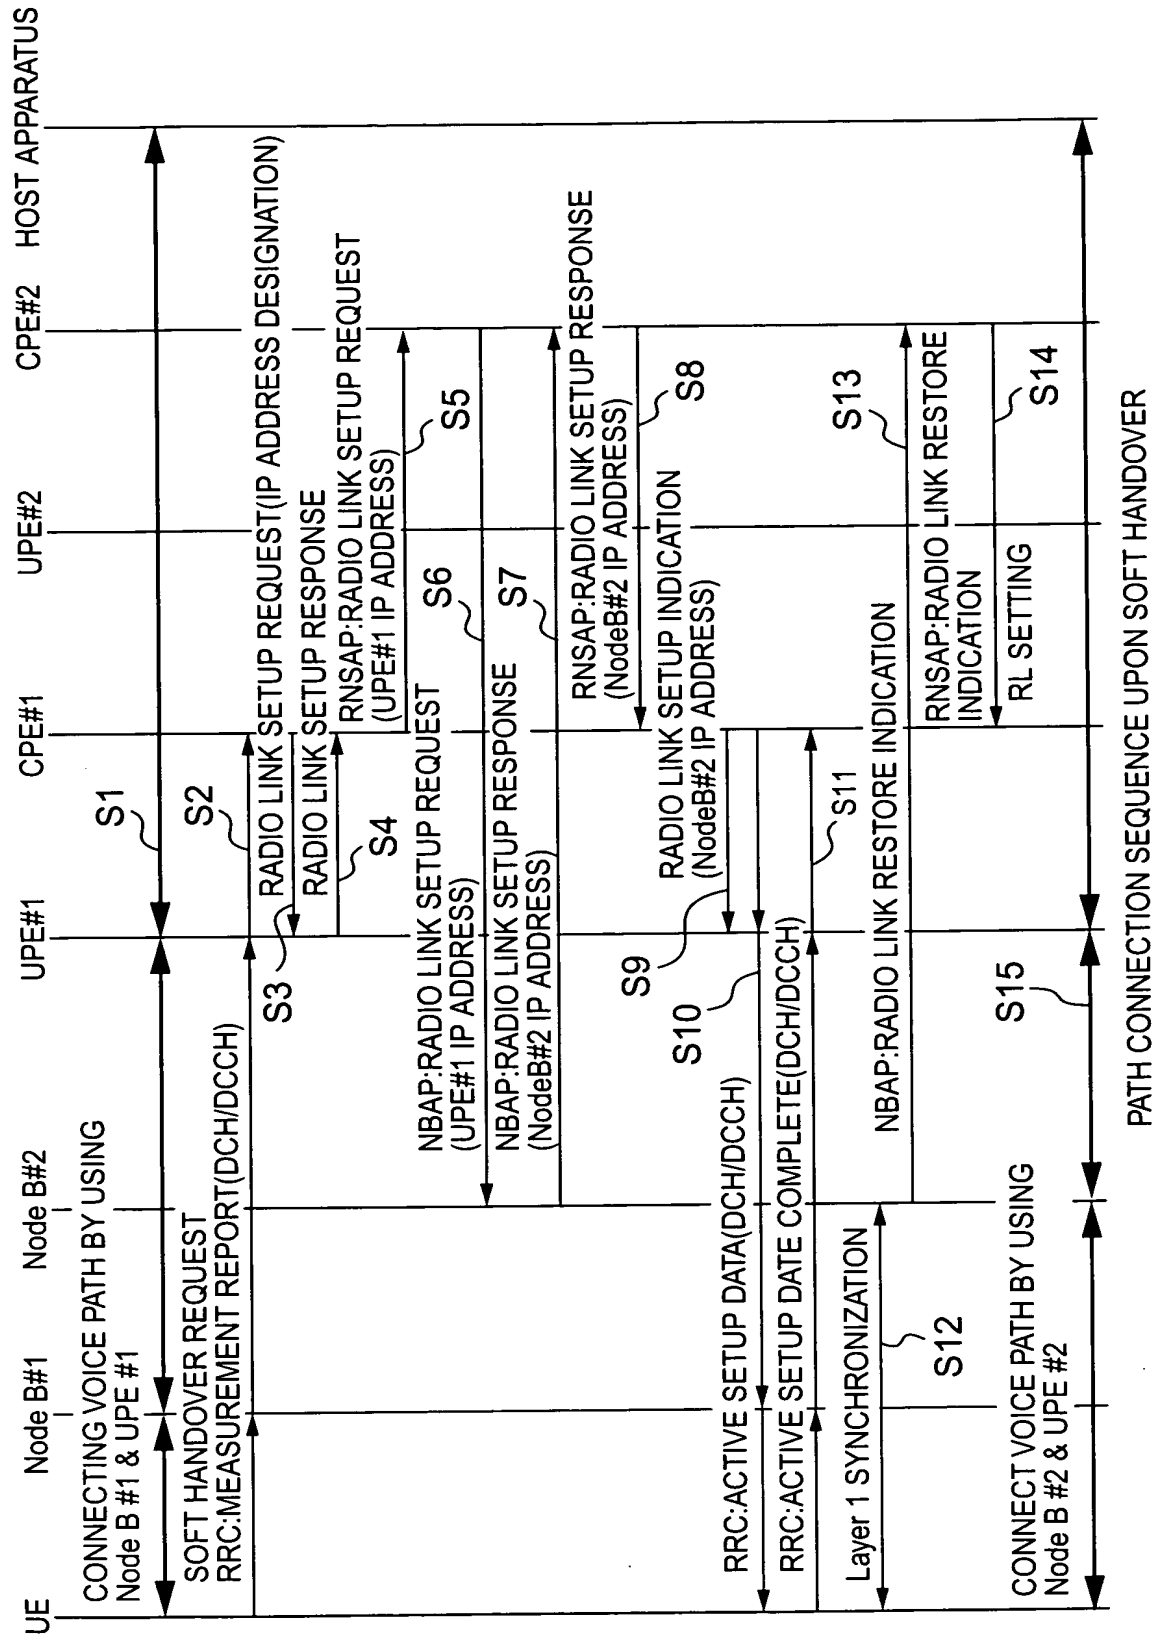 UE
Node B#1
Node B#2
UPE#1
CPE#1
UPE#2
CPE#2
HOST APPARATUS
CONNECTING VOICE PATH BY USING
Node B #1 & UPE #1
S1
SOFT HANDOVER REQUEST
RRC:MEASUREMENT REPORT(DCH/DCCH)
S2
RADIO LINK SETUP REQUEST(IP ADDRESS DESIGNATION)
S3
RADIO LINK SETUP RESPONSE
S4
RNSAP:RADIO LINK SETUP REQUEST
(UPE#1 IP ADDRESS)
S5
NBAP:RADIO LINK SETUP REQUEST
(UPE#1 IP ADDRESS)
S6
NBAP:RADIO LINK SETUP RESPONSE
(NodeB#2 IP ADDRESS)
S7
RNSAP:RADIO LINK SETUP RESPONSE
(NodeB#2 IP ADDRESS)
S8
RADIO LINK SETUP INDICATION
(NodeB#2 IP ADDRESS)
S9
RRC:ACTIVE SETUP DATA(DCH/DCCH)
S10
RRC:ACTIVE SETUP DATE COMPLETE(DCH/DCCH)
S11
Layer 1 SYNCHRONIZATION
S12
NBAP:RADIO LINK RESTORE INDICATION
S13
RNSAP:RADIO LINK RESTORE
INDICATION
S14
RL SETTING
CONNECT VOICE PATH BY USING
Node B #2 & UPE #2
S15
PATH CONNECTION SEQUENCE UPON SOFT HANDOVER